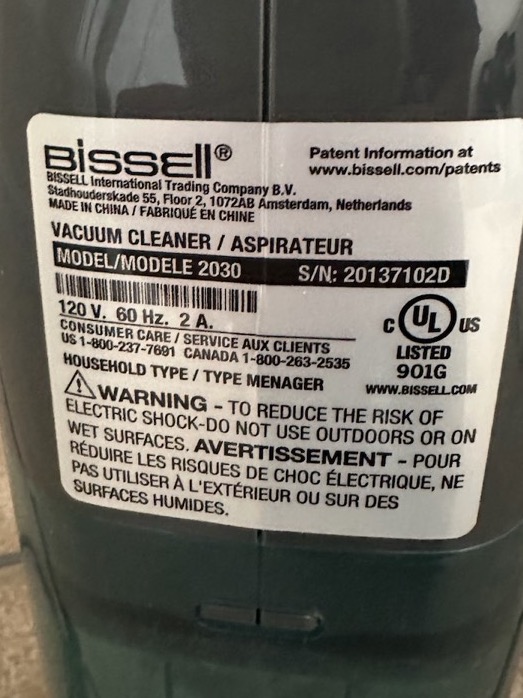 BISSELL®
Patent Information at
www.bissell.com/patents
BISSELL International Trading Company B.V.
Stadhouderskade 55, Floor 2, 1072AB Amsterdam, Netherlands
MADE IN CHINA / FABRIQUÉ EN CHINE
VACUUM CLEANER / ASPIRATEUR
MODEL/MODELE 2030 S/N: 20137102D
120 V. 60 Hz. 2 A.
CONSUMER CARE / SERVICE AUX CLIENTS
US 1-800-237-7691 CANADA 1-800-263-2535
HOUSEHOLD TYPE / TYPE MENAGER
C UL US
LISTED
901G
WWW.BISSELL.COM
WARNING - TO REDUCE THE RISK OF
ELECTRIC SHOCK-DO NOT USE OUTDOORS OR ON
WET SURFACES. AVERTISSEMENT - POUR
RÉDUIRE LES RISQUES DE CHOC ÉLECTRIQUE, NE
PAS UTILISER À L'EXTÉRIEUR OU SUR DES
SURFACES HUMIDES.